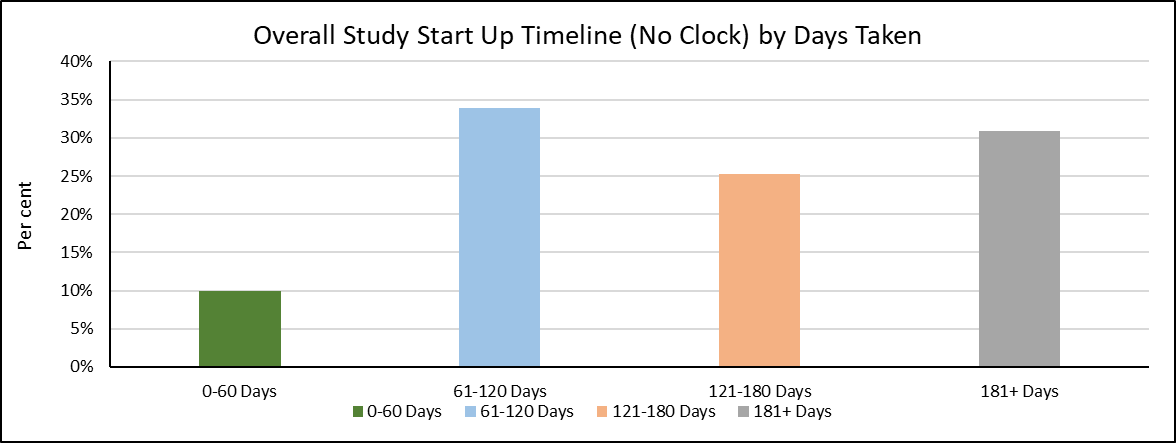 Overall Study Start Up Timeline (No Clock) by Days Taken
40%
35%
30%
25%
20%
15%
10%
5%
0%
Per cent
0-60 Days
61-120 Days
121-180 Days
181+ Days
0-60 Days 61-120 Days 121-180 Days 181+ Days